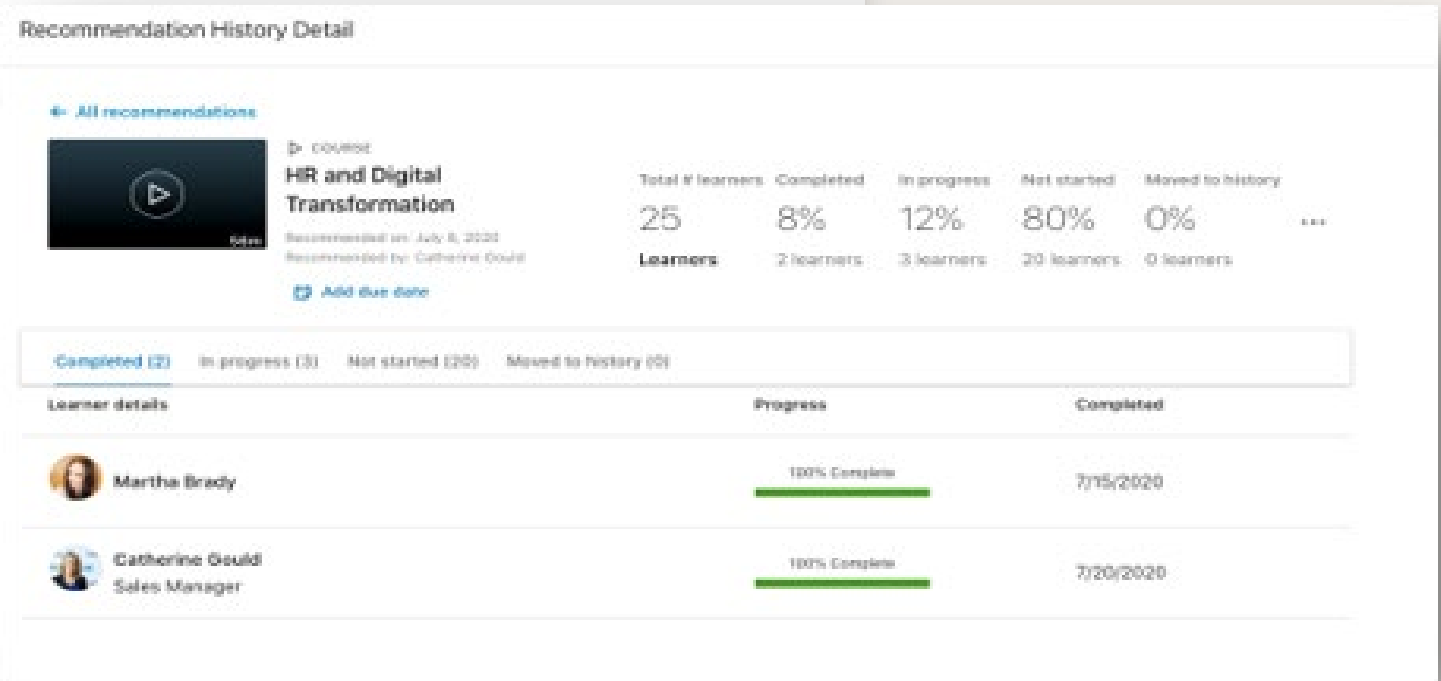 Recommendation History Detail
← All recommendations
COURSE
HR and Digital
Transformation
Recommended on: July 8, 2020
Recommended by: Catherine Gould
Add due date
Total # learners Completed In progress Not started Moved to history
25 8% 12% 80% 0% ...
Learners 2 learners 3 learners 20 learners 0 learners
Completed (2) In progress (3) Not started (20) Moved to history (0)
Learner details Progress Completed
Martha Brady 100% Complete 7/15/2020
Catherine Gould
Sales Manager 100% Complete 7/20/2020